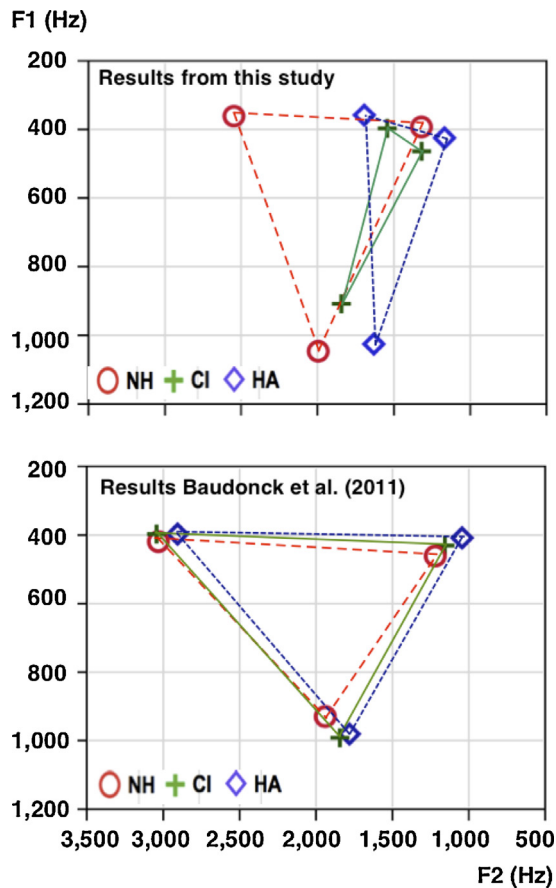 F1 (Hz)
200
Results from this study
400
600
800
1,000
NH CI HA
1,200
200
Results Baudonck et al. (2011)
400
600
800
1,000
NH CI HA
1,200
3,500 3,000 2,500 2,000 1,500 1,000 500
F2 (Hz)